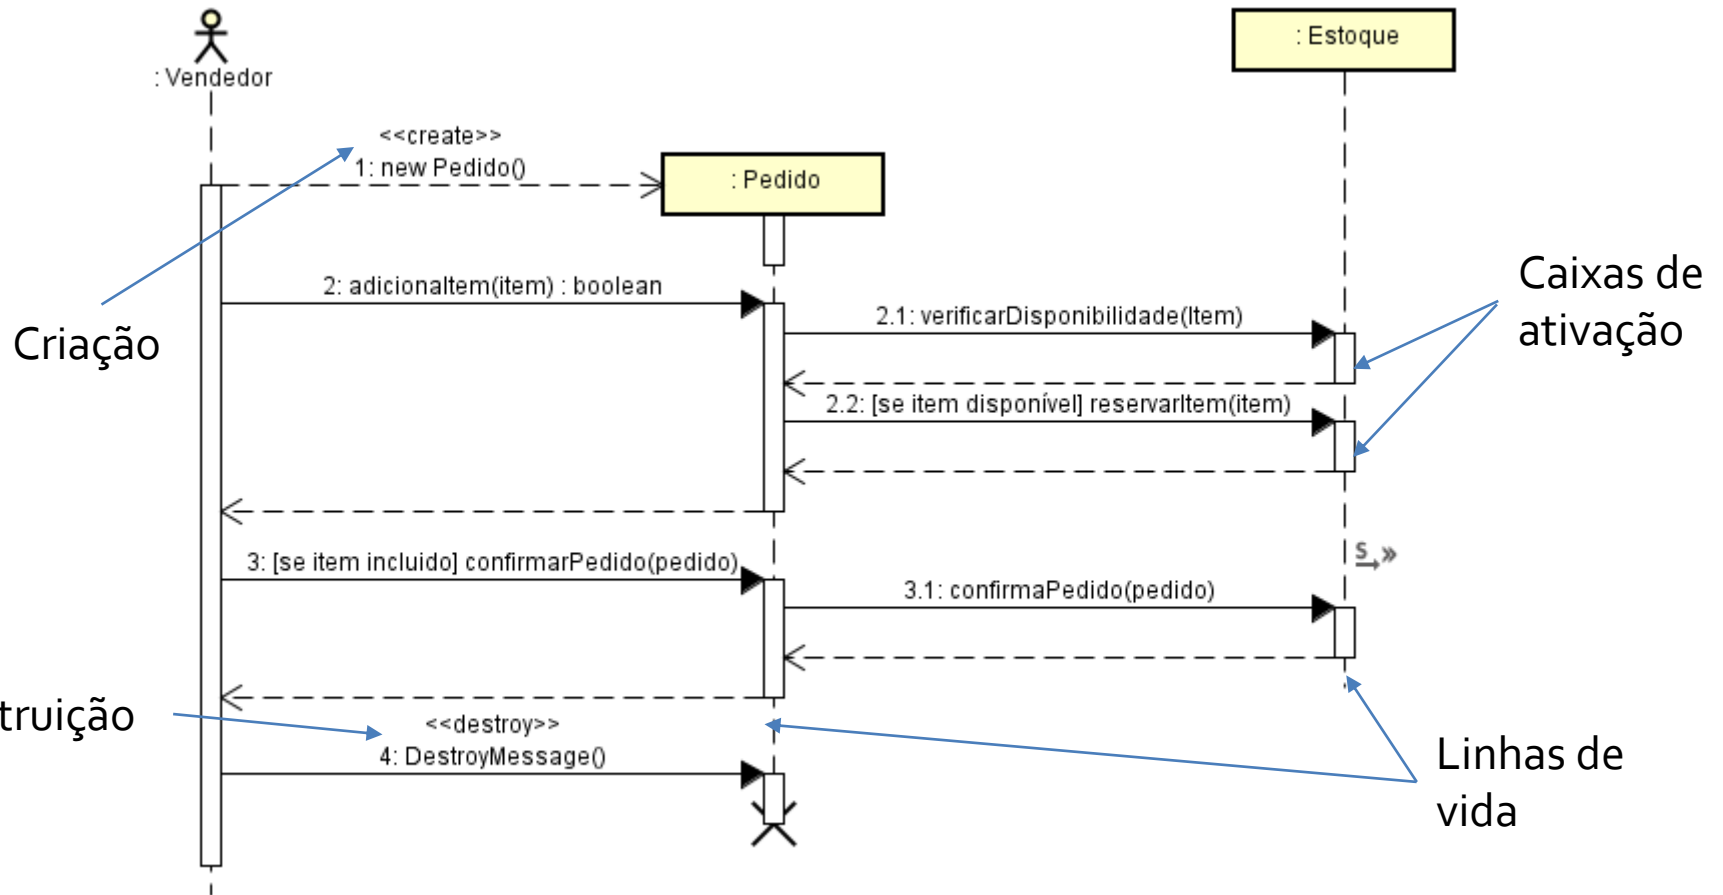 : Vendedor
: Estoque
<<create>>
1: new Pedido()
: Pedido
2: adicionaItem(item) : boolean
2.1: verificarDisponibilidade(Item)
Caixas de
ativação
Criação
2.2: [se item disponível] reservarItem(item)
3: [se item incluido] confirmarPedido(pedido)
S
3.1: confirmaPedido(pedido)
truição
<<destroy>>
4: DestroyMessage()
Linhas de
vida